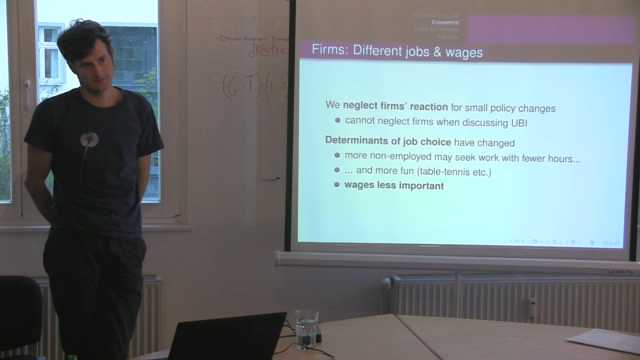 Economics
Firms: Different jobs & wages
We neglect firms' reaction for small policy changes
cannot neglect firms when discussing UBI
Determinants of job choice have changed
more non-employed may seek work with fewer hours...
... and more fun (table-tennis etc.)
wages less important